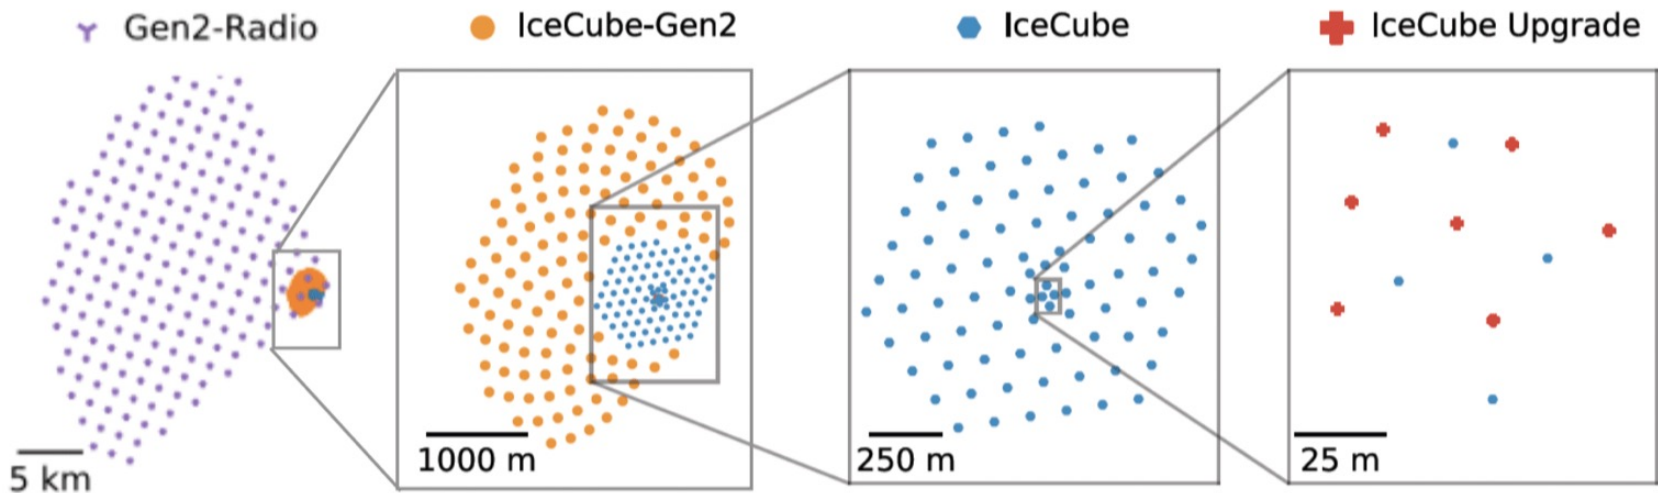 Gen2-Radio
IceCube-Gen2
IceCube
IceCube Upgrade
5 km
1000 m
250 m
25 m